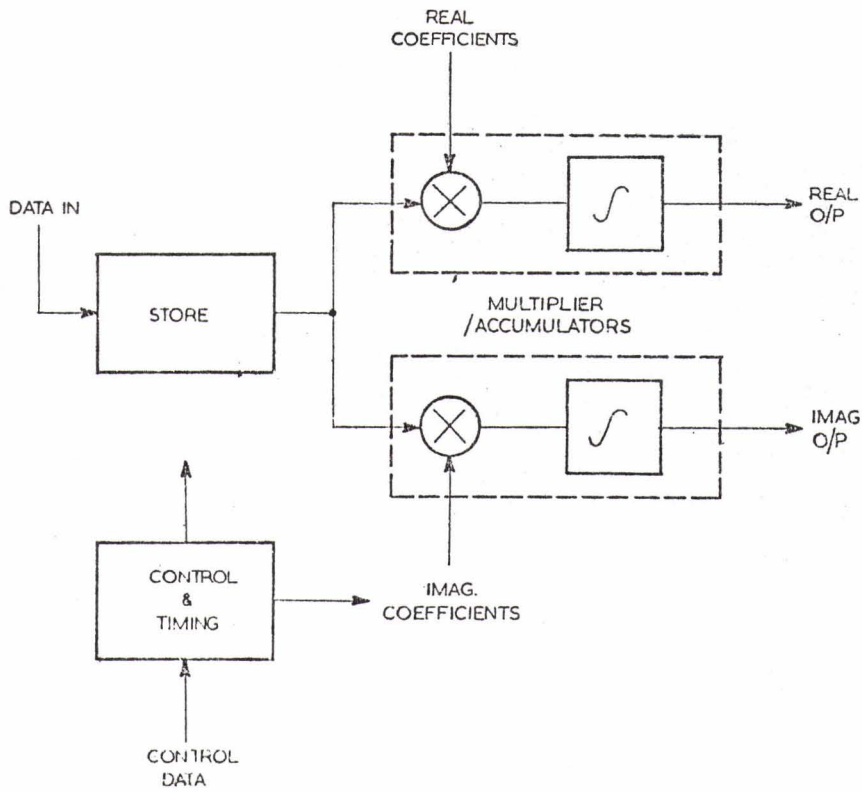 REAL
COEFFICIENTS
DATA IN
STORE
REAL
O/P
MULTIPLIER
/ACCUMULATORS
IMAG
O/P
CONTROL
&
TIMING
IMAG.
COEFFICIENTS
CONTROL
DATA